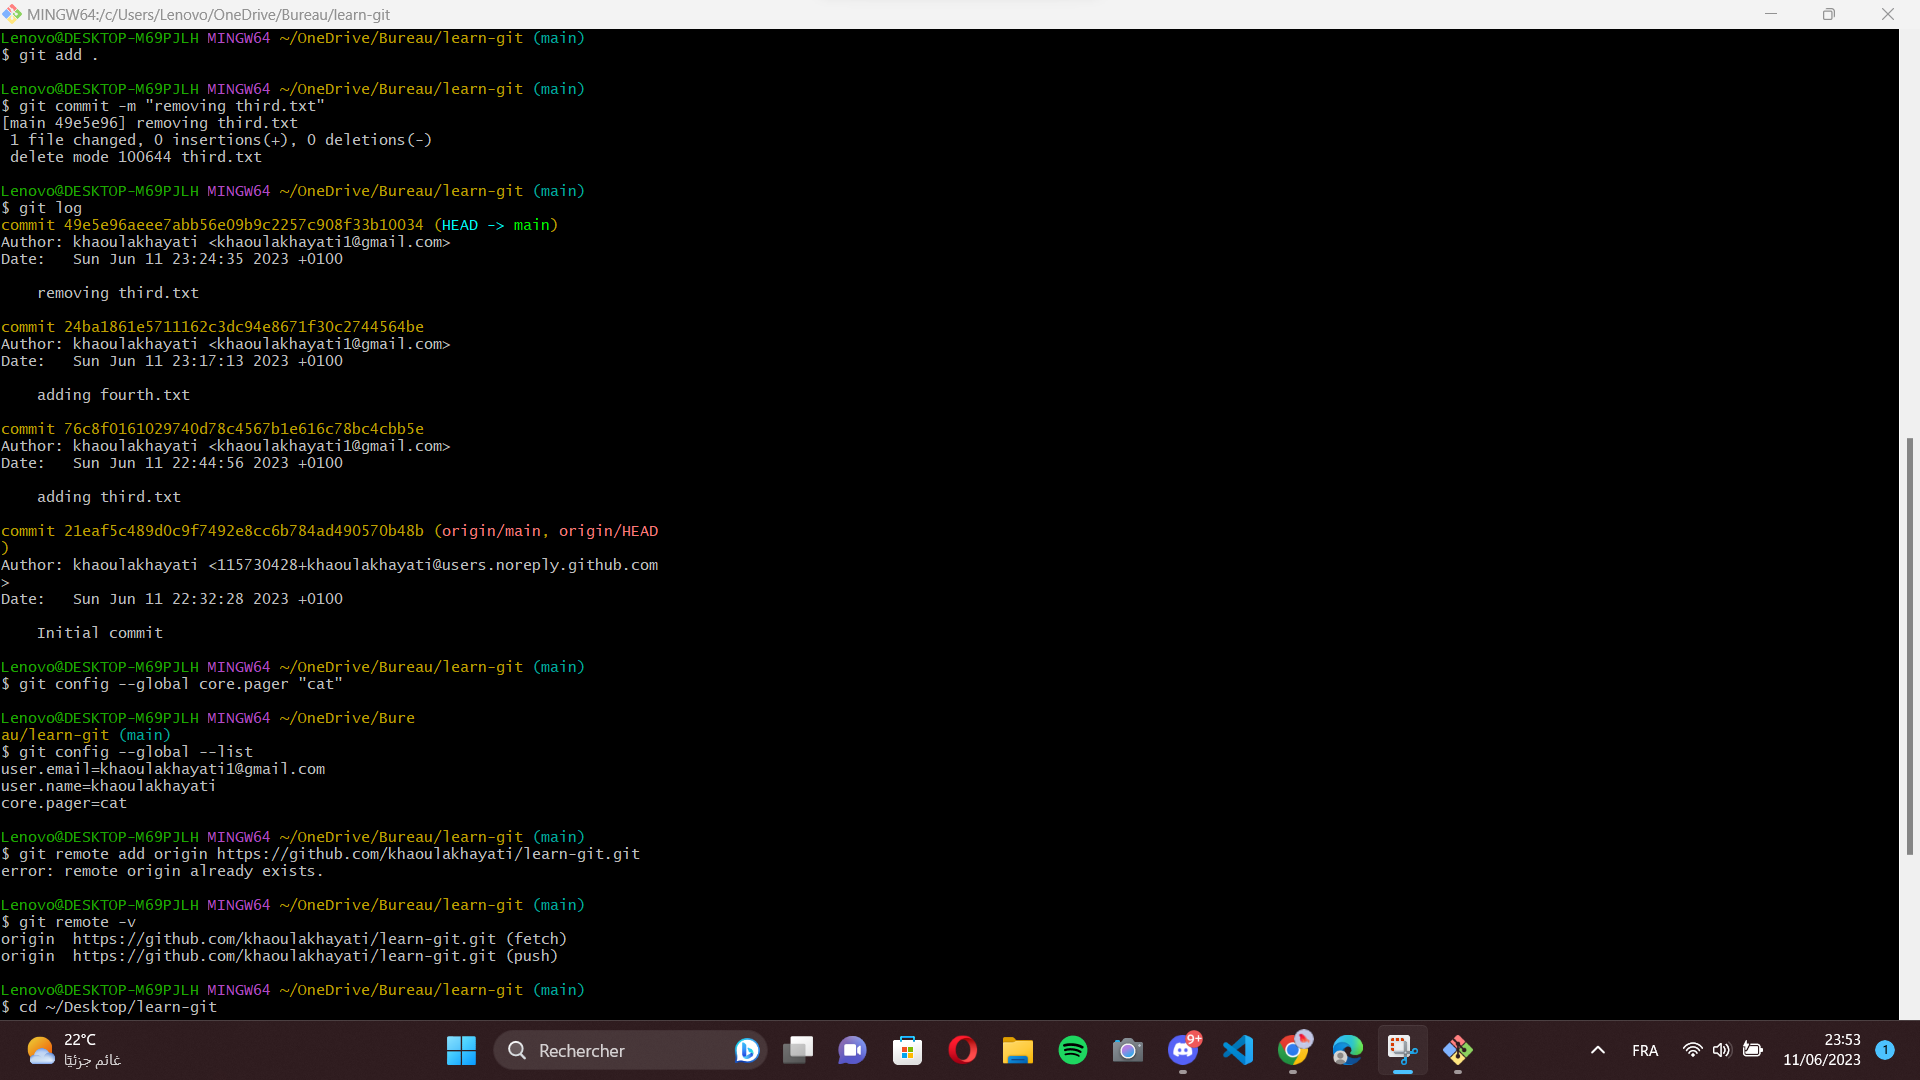 MINGW64:/c/Users/Lenovo/OneDrive/Bureau/learn-git
Lenovo@DESKTOP-M69PJLH MINGW64 ~/OneDrive/Bureau/learn-git (main)
$ git add .
Lenovo@DESKTOP-M69PJLH MINGW64 ~/OneDrive/Bureau/learn-git (main)
$ git commit -m "removing third.txt"
[main 49e5e96] removing third.txt
 1 file changed, 0 insertions(+), 0 deletions(-)
 delete mode 100644 third.txt
Lenovo@DESKTOP-M69PJLH MINGW64 ~/OneDrive/Bureau/learn-git (main)
$ git log
commit 49e5e96aeee7abb56e09b9c2257c908f33b10034 (HEAD -> main)
Author: khaoulakhayati <khaoulakhayati1@gmail.com>
Date:   Sun Jun 11 23:24:35 2023 +0100
    removing third.txt
commit 24ba1861e5711162c3dc94e8671f30c2744564be
Author: khaoulakhayati <khaoulakhayati1@gmail.com>
Date:   Sun Jun 11 23:17:13 2023 +0100
    adding fourth.txt
commit 76c8f0161029740d78c4567b1e616c78bc4cbb5e
Author: khaoulakhayati <khaoulakhayati1@gmail.com>
Date:   Sun Jun 11 22:44:56 2023 +0100
    adding third.txt
commit 21eaf5c489d0c9f7492e8cc6b784ad490570b48b (origin/main, origin/HEAD
)
Author: khaoulakhayati <115730428+khaoulakhayati@users.noreply.github.com
>
Date:   Sun Jun 11 22:32:28 2023 +0100
    Initial commit
Lenovo@DESKTOP-M69PJLH MINGW64 ~/OneDrive/Bureau/learn-git (main)
$ git config --global core.pager "cat"
Lenovo@DESKTOP-M69PJLH MINGW64 ~/OneDrive/Bure
au/learn-git (main)
$ git config --global --list
user.email=khaoulakhayati1@gmail.com
user.name=khaoulakhayati
core.pager=cat
Lenovo@DESKTOP-M69PJLH MINGW64 ~/OneDrive/Bureau/learn-git (main)
$ git remote add origin https://github.com/khaoulakhayati/learn-git.git
error: remote origin already exists.
Lenovo@DESKTOP-M69PJLH MINGW64 ~/OneDrive/Bureau/learn-git (main)
$ git remote -v
origin  https://github.com/khaoulakhayati/learn-git.git (fetch)
origin  https://github.com/khaoulakhayati/learn-git.git (push)
Lenovo@DESKTOP-M69PJLH MINGW64 ~/OneDrive/Bureau/learn-git (main)
$ cd ~/Desktop/learn-git
22°C
غائم جزئيًا
Rechercher
9+
FRA
23:53
11/06/2023
1